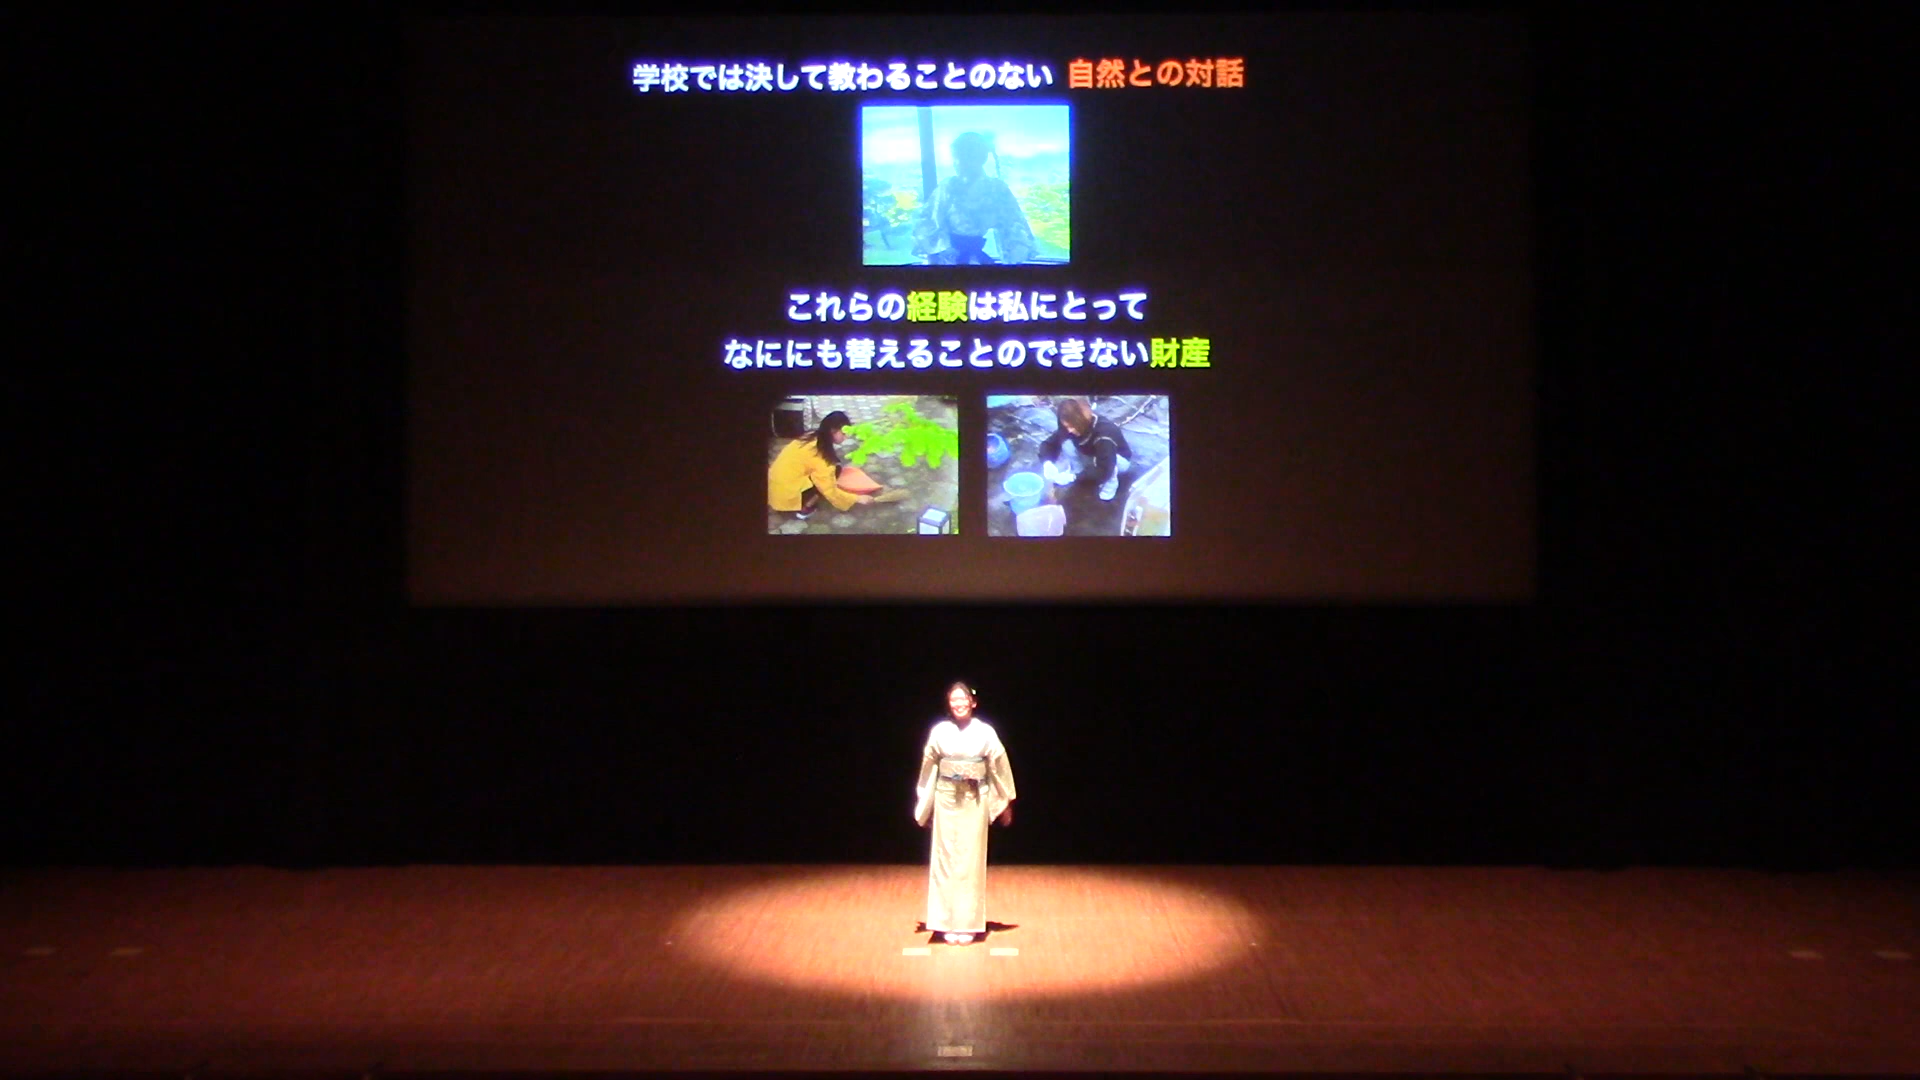 学校では決して教わることのない 自然との対話
これらの経験は私にとって
なににも替えることのできない財産